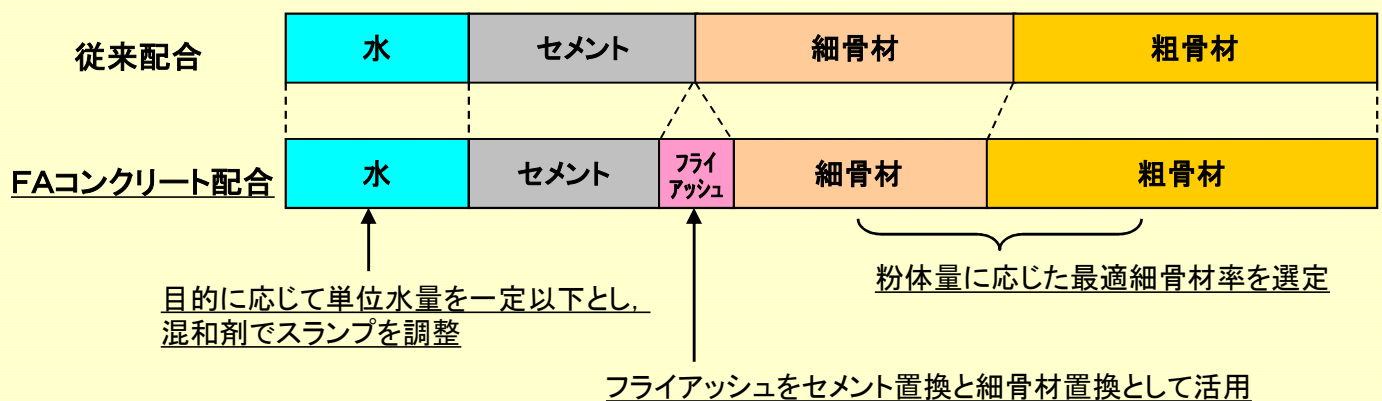 従来配合
水 セメント 細骨材 粗骨材
FAコンクリート配合
水 セメント フライ
アッシュ 細骨材 粗骨材
目的に応じて単位水量を一定以下とし,
混和剤でスランプを調整
粉体量に応じた最適細骨材率を選定
フライアッシュをセメント置換と細骨材置換として活用